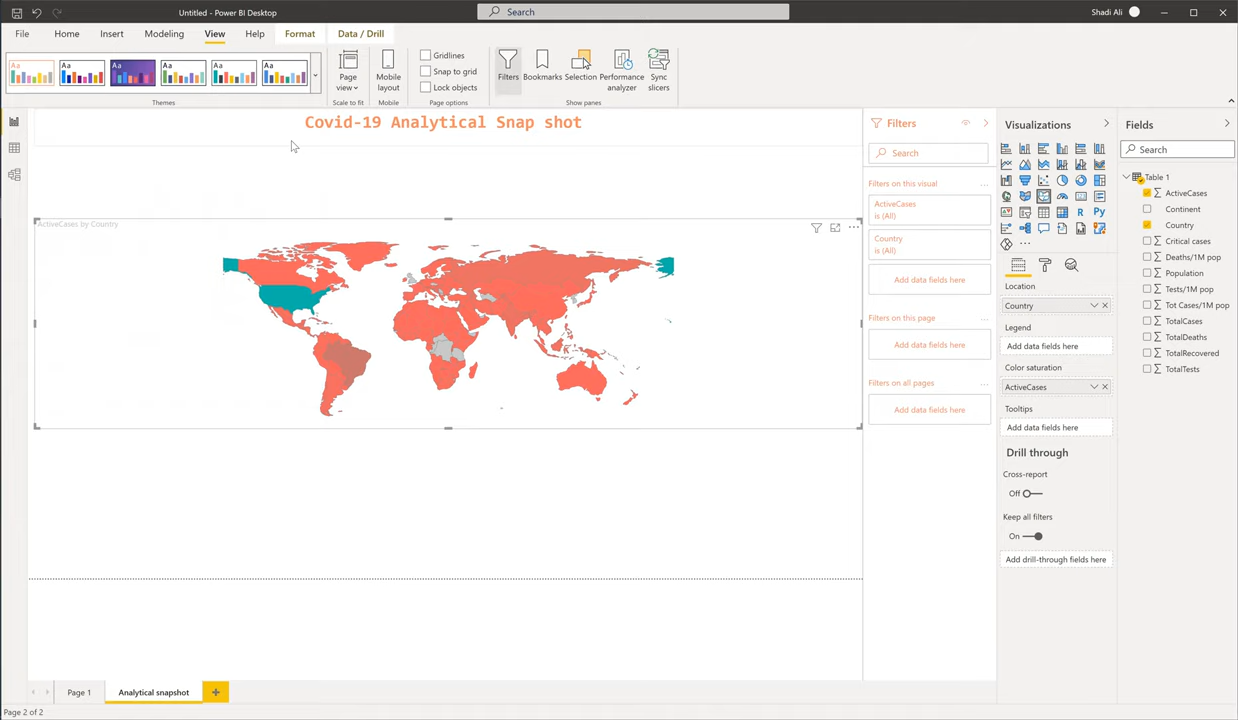 Untitled - Power BI Desktop
Search
Shadi Ali
File
Home
Insert
Modeling
View
Help
Format
Data / Drill
Aa
Aa
Aa
Aa
Aa
Aa
Themes
Page view
Scale to fit
Mobile layout
Mobile
Gridlines
Snap to grid
Lock objects
Page options
Filters
Bookmarks
Selection
Performance analyzer
Sync slicers
Show panes
Covid-19 Analytical Snap shot
ActiveCases by Country
Filters
Search
Filters on this visual
ActiveCases
is (All)
Country
is (All)
Add data fields here
Filters on this page
Add data fields here
Filters on all pages
Add data fields here
Visualizations
R
Py
Location
Country
Legend
Add data fields here
Color saturation
ActiveCases
Tooltips
Add data fields here
Drill through
Cross-report
Off
Keep all filters
On
Add drill-through fields here
Fields
Search
Table 1
ActiveCases
Continent
Country
Critical cases
Deaths/1M pop
Population
Tests/1M pop
Tot Cases/1M pop
TotalCases
TotalDeaths
TotalRecovered
TotalTests
Page 1
Analytical snapshot
Page 2 of 2